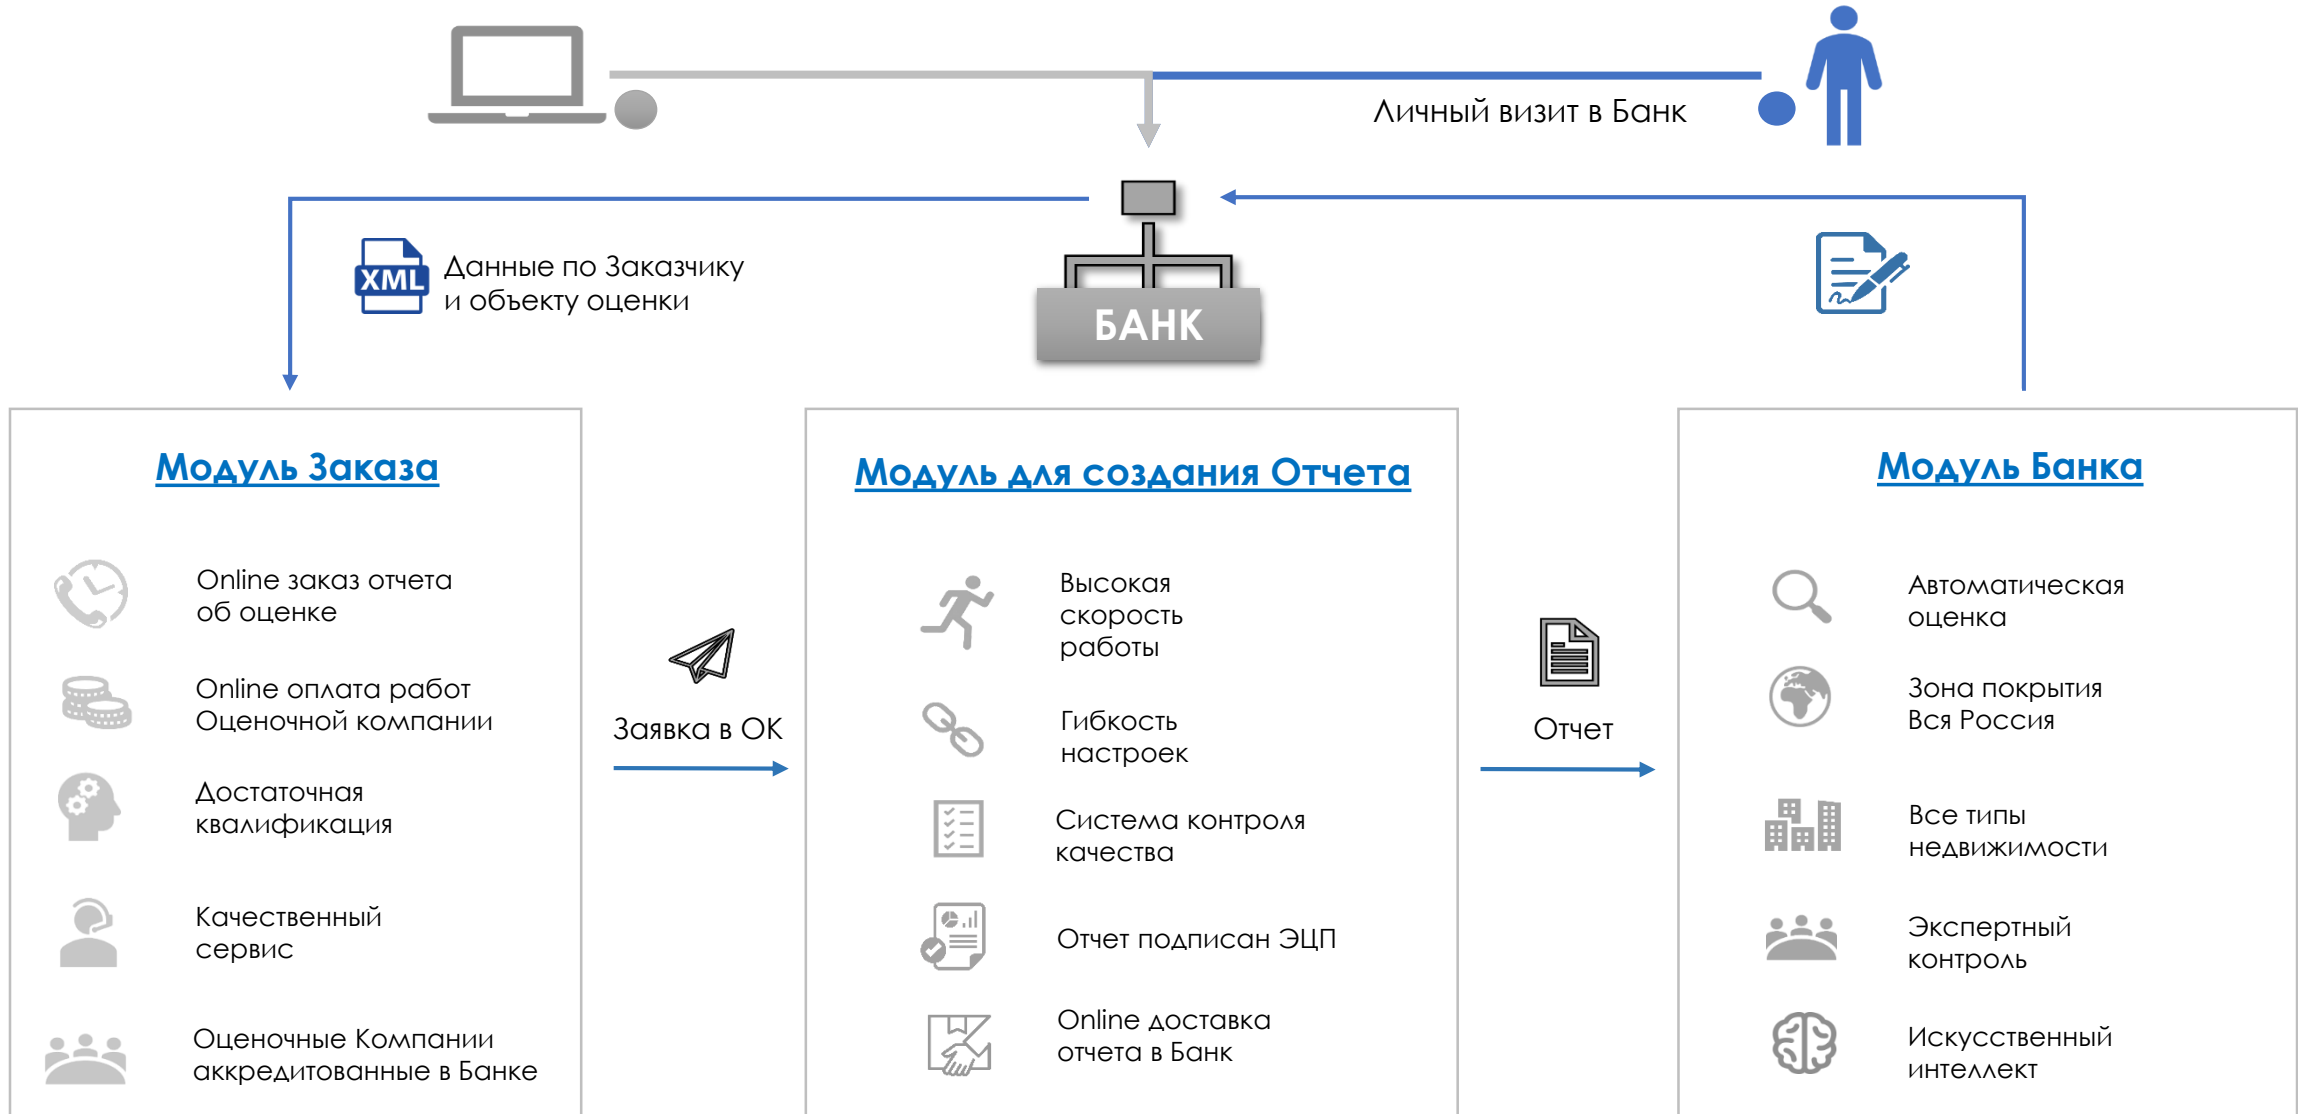 Личный визит в Банк
XML
Данные по Заказчику
и объекту оценки
БАНК
Модуль Заказа
Online заказ отчета
об оценке
Online оплата работ
Оценочной компании
Достаточная
квалификация
Качественный
сервис
Оценочные Компании
аккредитованные в Банке
Заявка в ОК
Модуль для создания Отчета
Высокая
скорость
работы
Гибкость
настроек
Система контроля
качества
Отчет подписан ЭЦП
Online доставка
отчета в Банк
Отчет
Модуль Банка
Автоматическая
оценка
Зона покрытия
Вся Россия
Все типы
недвижимости
Экспертный
контроль
Искусственный
интеллект